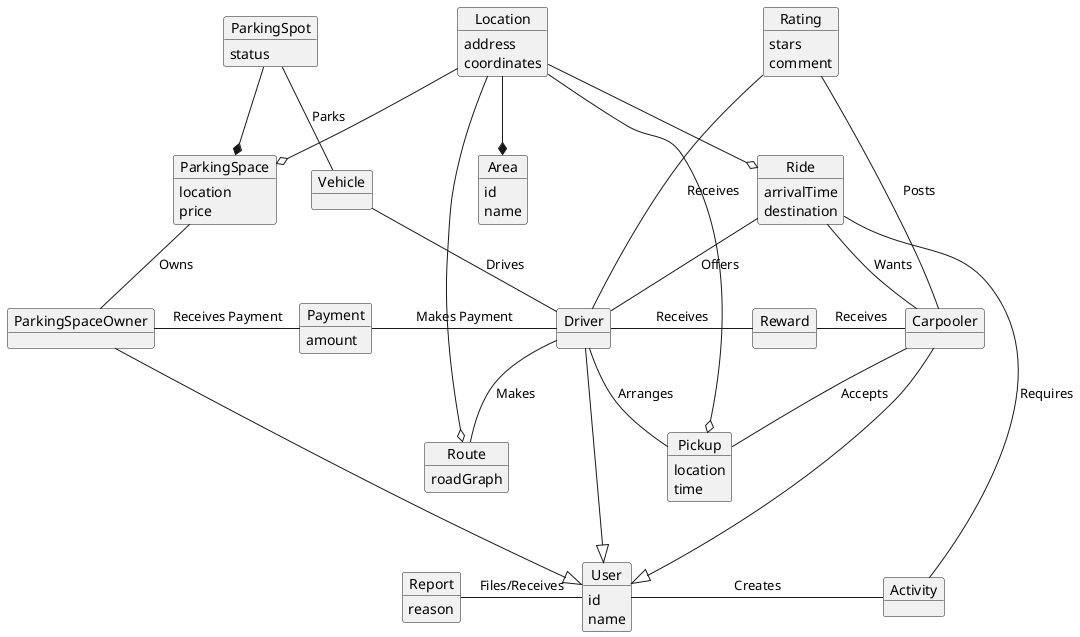 ParkingSpot
status
Location
address
coordinates
Rating
stars
comment
Parks
ParkingSpace
location
price
Vehicle
Area
id
name
Ride
arrivalTime
destination
Receives
Posts
Owns
Drives
Offers
Wants
ParkingSpaceOwner
Receives Payment
Payment
amount
Makes Payment
Driver
Receives
Reward
Receives
Carpooler
Makes
Arranges
Accepts
Requires
Route
roadGraph
Pickup
location
time
Report
reason
Files/Receives
User
id
name
Creates
Activity